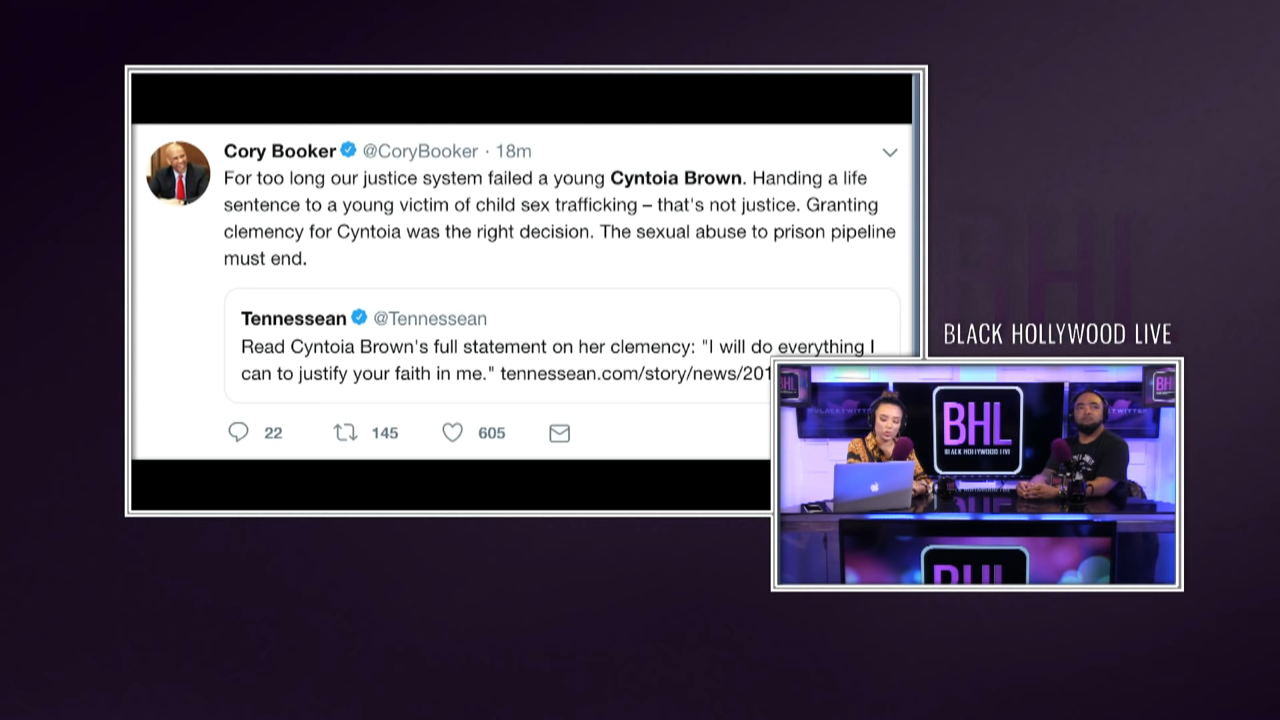 Cory Booker @CoryBooker · 18m
For too long our justice system failed a young Cyntoia Brown. Handing a life
sentence to a young victim of child sex trafficking – that's not justice. Granting
clemency for Cyntoia was the right decision. The sexual abuse to prison pipeline
must end.
Tennessean @Tennessean
Read Cyntoia Brown's full statement on her clemency: "I will do everything I
can to justify your faith in me." tennessean.com/story/news/201
22 145 605
BHL
BLACK HOLLYWOOD LIVE
BHL
BHL
BHL
BLACK HOLLYWOOD LIVE
BHL